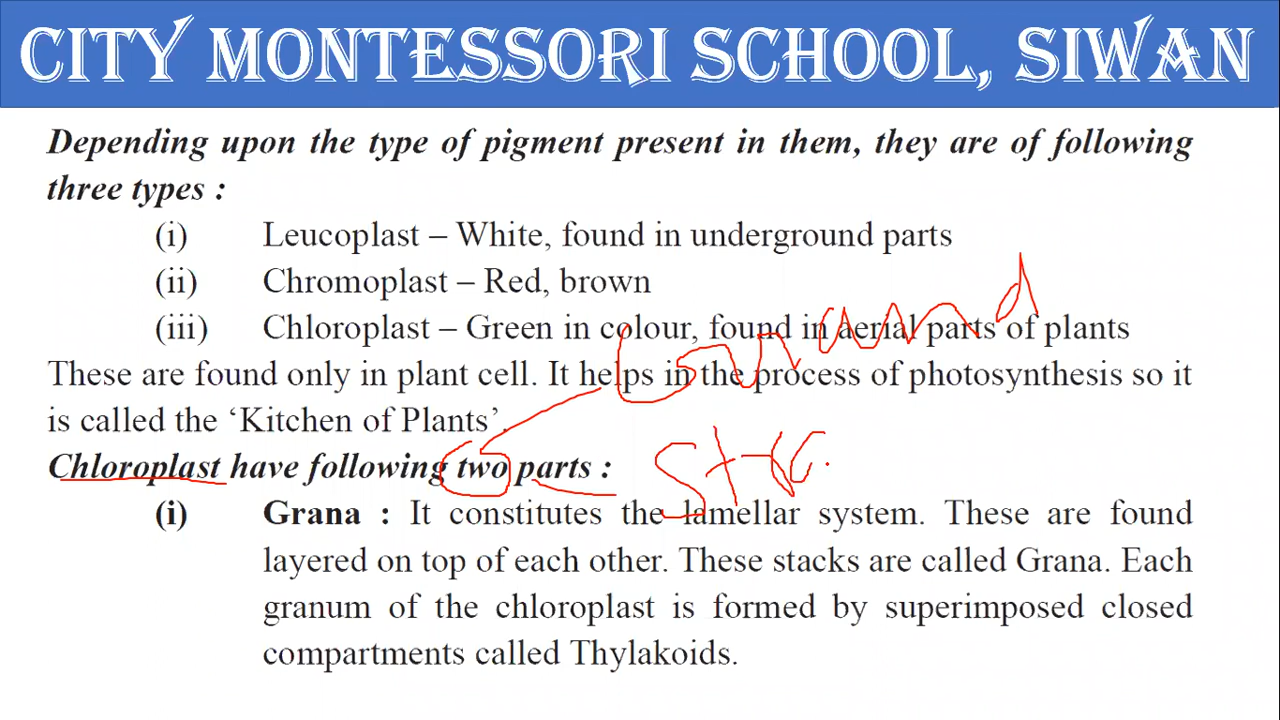 CITY MONTESSORI SCHOOL, SIWAN
Depending upon the type of pigment present in them, they are of following
three types :
(i) Leucoplast – White, found in underground parts
(ii) Chromoplast – Red, brown
(iii) Chloroplast – Green in colour, found in aerial parts of plants
These are found only in plant cell. It helps in the process of photosynthesis so it
is called the ‘Kitchen of Plants’.
Chloroplast have following two parts :
(i) Grana : It constitutes the lamellar system. These are found
layered on top of each other. These stacks are called Grana. Each
granum of the chloroplast is formed by superimposed closed
compartments called Thylakoids.